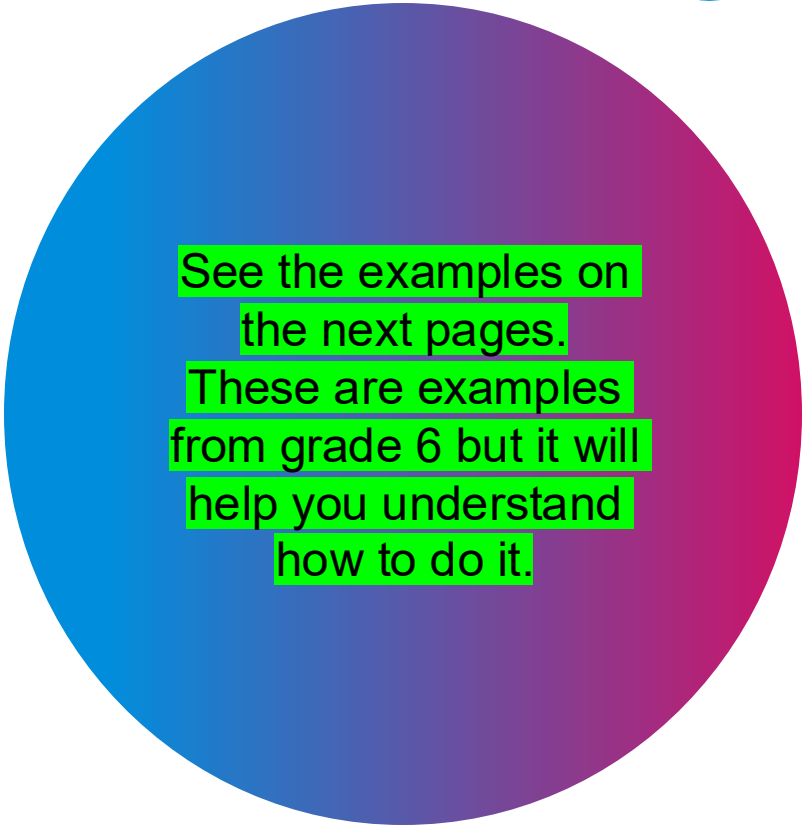 See the examples on
the next pages.
These are examples
from grade 6 but it will
help you understand
how to do it.